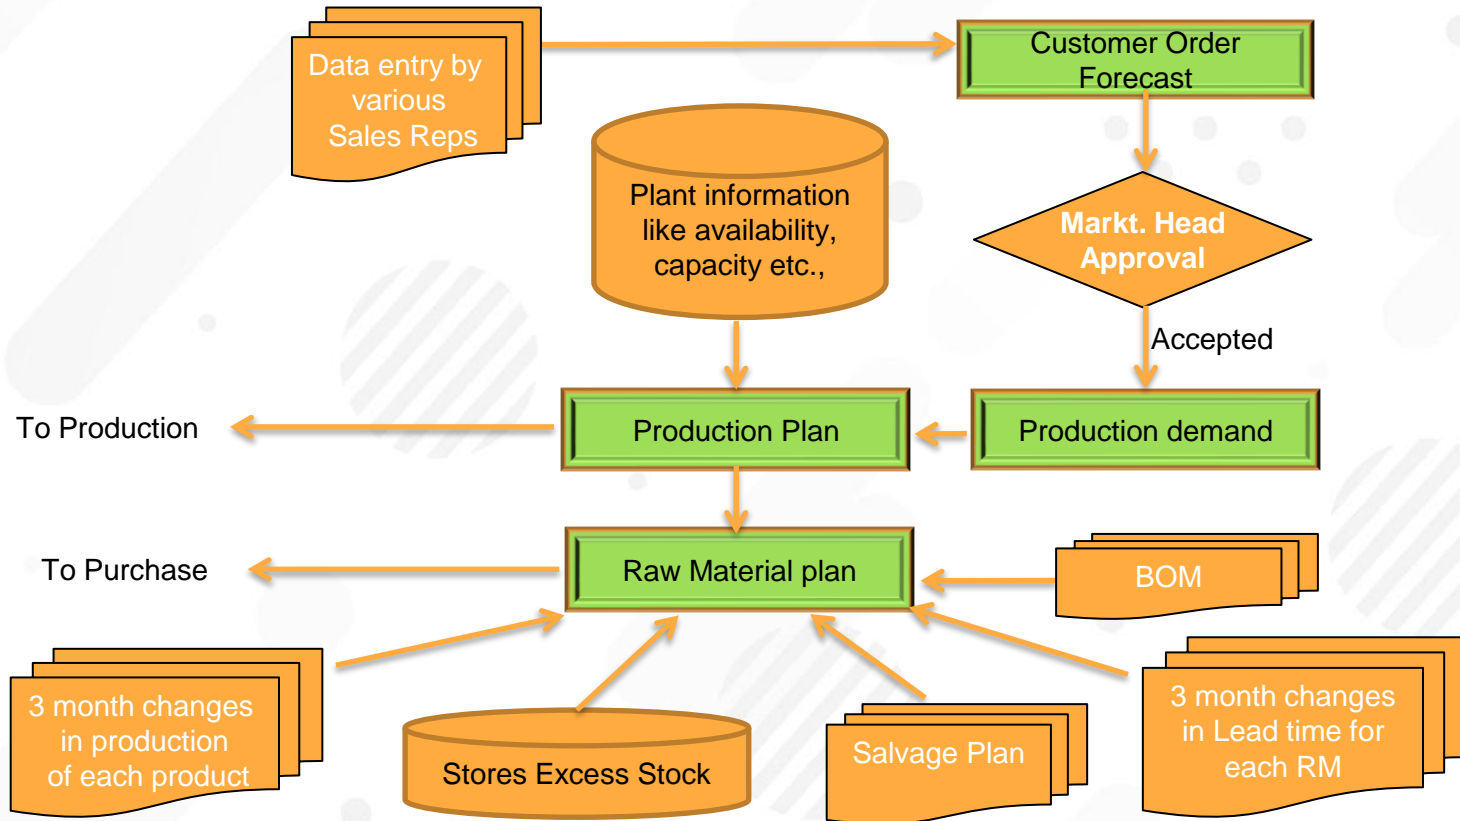 Data entry by
various
Sales Reps
Customer Order
Forecast
Plant information
like availability,
capacity etc.,
Markt. Head
Approval
Accepted
To Production
Production Plan
Production demand
To Purchase
Raw Material plan
BOM
3 month changes
in production
of each product
Stores Excess Stock
Salvage Plan
3 month changes
in Lead time for
each RM